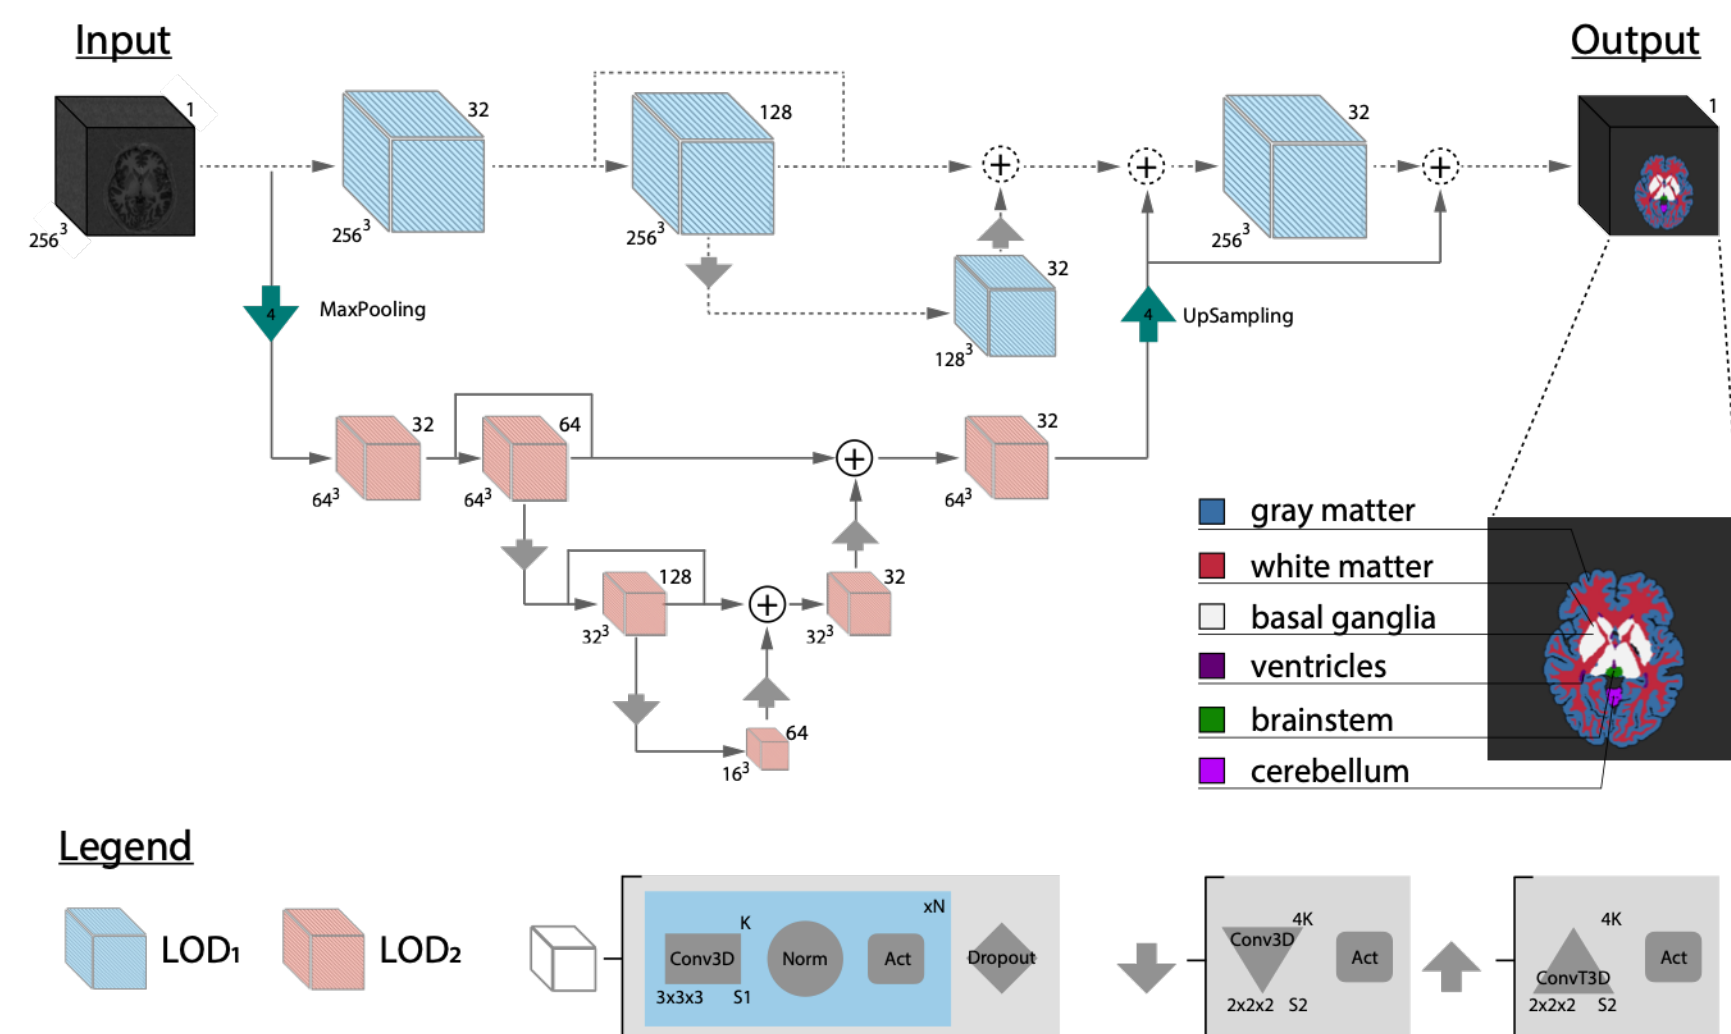 Input
Output
1
32
128
32
1
256³
256³
256³
32
256³
128³
4
MaxPooling
4
UpSampling
32
64
32
64³
64³
64³
128
32
32³
32³
64
16³
gray matter
white matter
basal ganglia
ventricles
brainstem
cerebellum
Legend
LOD₁
LOD₂
xN
K
Conv3D
Norm
Act
Dropout
3x3x3 S1
4K
Conv3D
Act
2x2x2 S2
4K
ConvT3D
Act
2x2x2 S2